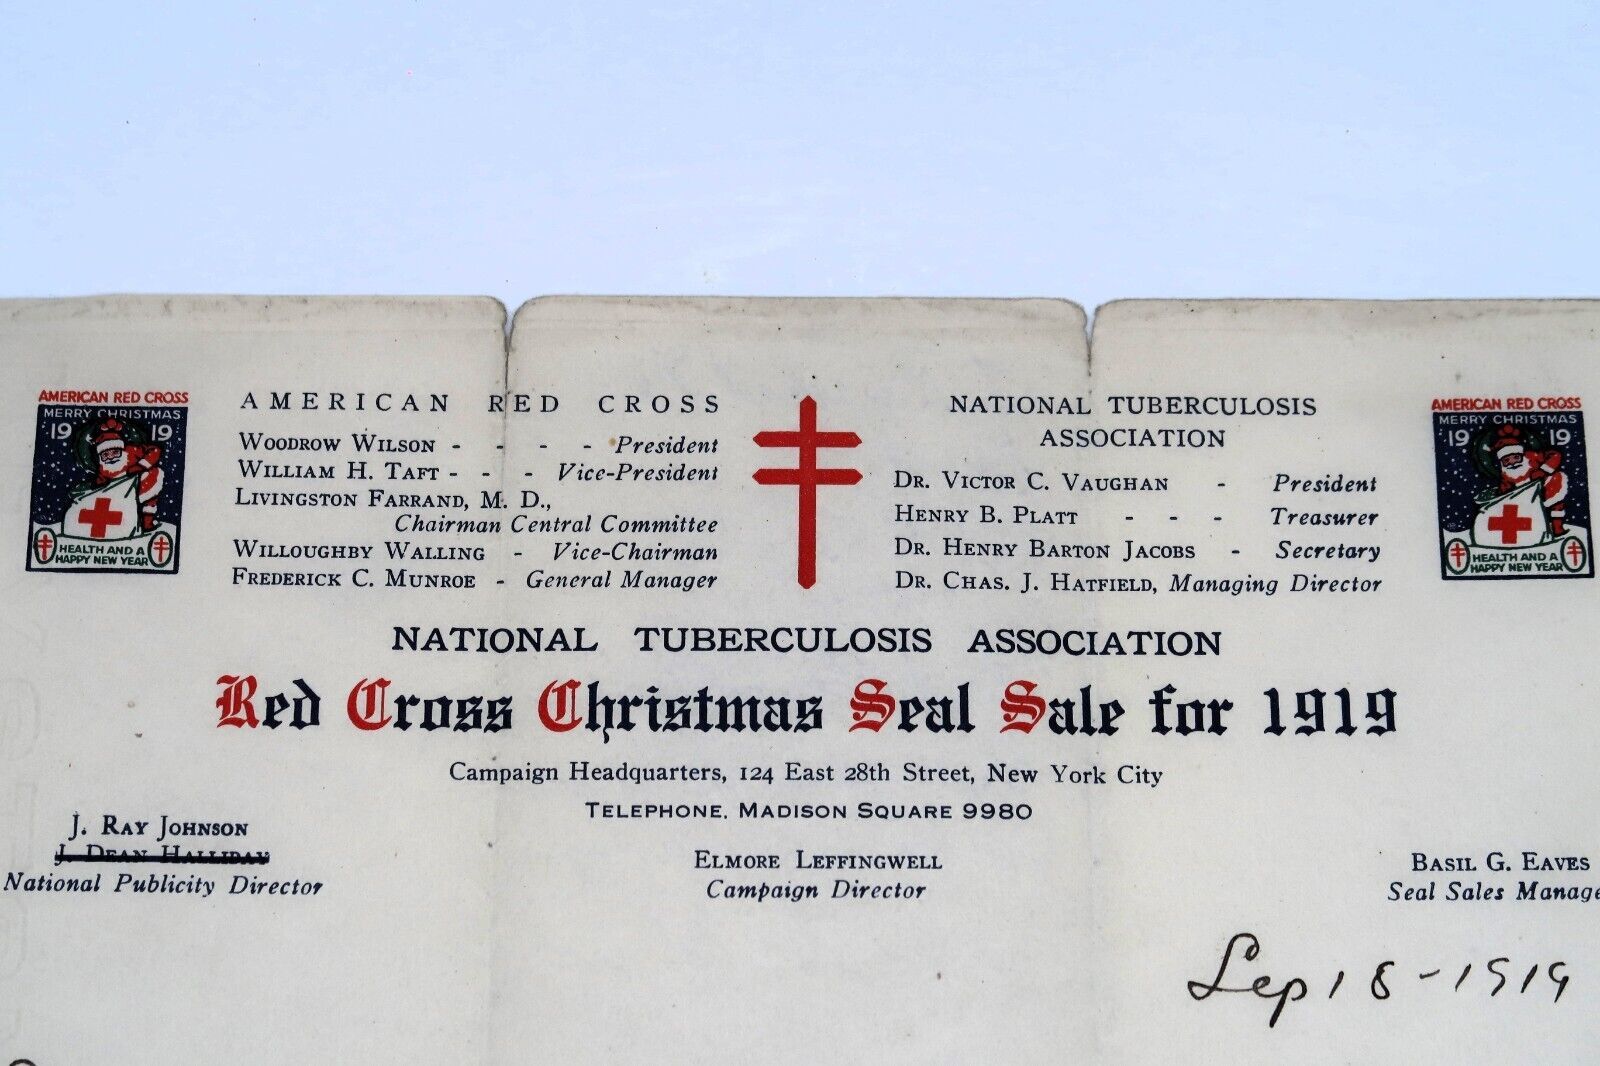 AMERICAN RED CROSS
MERRY CHRISTMAS
19 19
HEALTH AND A
HAPPY NEW YEAR
AMERICAN RED CROSS
WOODROW WILSON - - - - President
WILLIAM H. TAFT - - - Vice-President
LIVINGSTON FARRAND, M. D.,
Chairman Central Committee
WILLOUGHBY WALLING - Vice-Chairman
FREDERICK C. MUNROE - General Manager
NATIONAL TUBERCULOSIS
ASSOCIATION
DR. VICTOR C. VAUGHAN - President
HENRY B. PLATT - - - Treasurer
DR. HENRY BARTON JACOBS - Secretary
DR. CHAS. J. HATFIELD, Managing Director
AMERICAN RED CROSS
MERRY CHRISTMAS
19 19
HEALTH AND A
HAPPY NEW YEAR
NATIONAL TUBERCULOSIS ASSOCIATION
Red Cross Christmas Seal Sale for 1919
Campaign Headquarters, 124 East 28th Street, New York City
TELEPHONE. MADISON SQUARE 9980
J. RAY JOHNSON
J. DEAN HALLIDAY
National Publicity Director
ELMORE LEFFINGWELL
Campaign Director
BASIL G. EAVES
Seal Sales Manage
Sep 18-1919